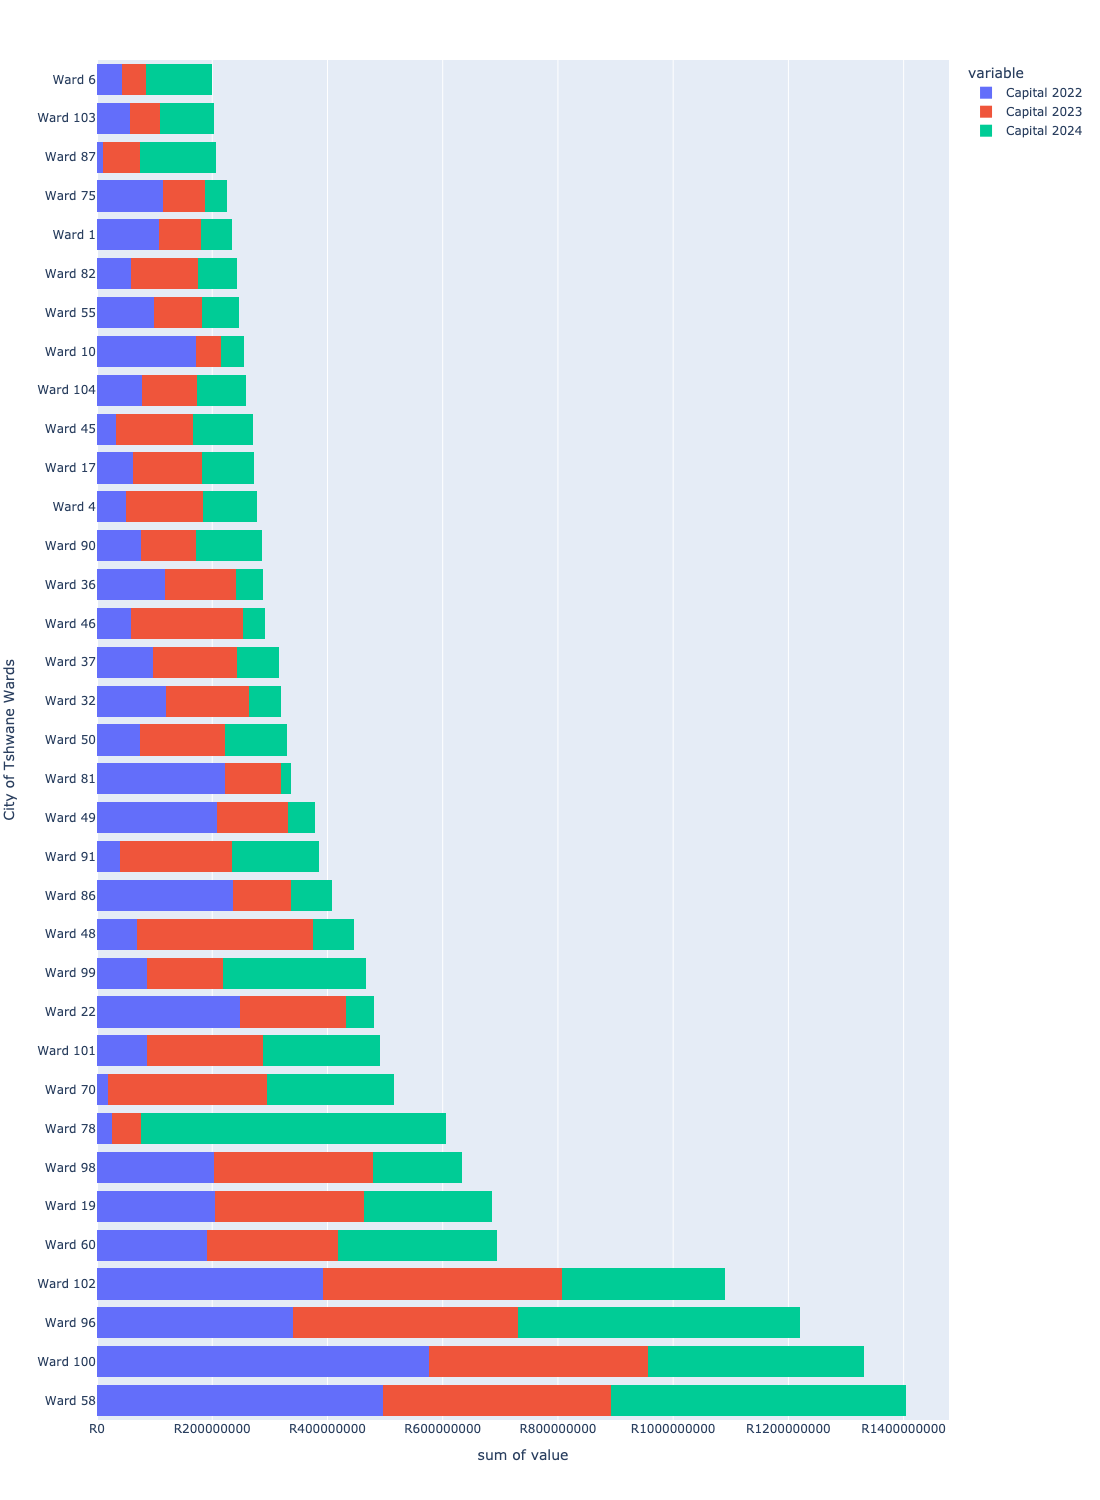 variable
Capital 2022
Capital 2023
Capital 2024
Ward 6
Ward 103
Ward 87
Ward 75
Ward 1
Ward 82
Ward 55
Ward 10
Ward 104
Ward 45
Ward 17
Ward 4
Ward 90
Ward 36
Ward 46
Ward 37
Ward 32
Ward 50
Ward 81
Ward 49
Ward 91
Ward 86
Ward 48
Ward 99
Ward 22
Ward 101
Ward 70
Ward 78
Ward 98
Ward 19
Ward 60
Ward 102
Ward 96
Ward 100
Ward 58
City of Tshwane Wards
R0 R200000000 R400000000 R600000000 R800000000 R1000000000 R1200000000 R1400000000
sum of value